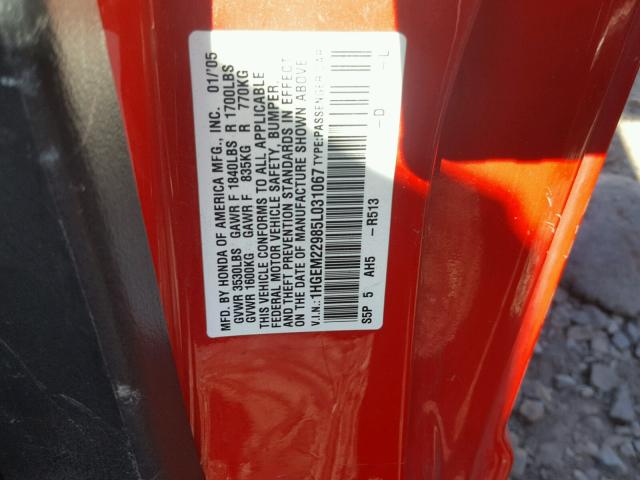 MFD. BY HONDA OF AMERICA MFG., INC. 01/'05
GVWR 3530LBS GAWR F 1840LBS R 1700LBS
GVWR 1600KG GAWR F 835KG R 770KG
THIS VEHICLE CONFORMS TO ALL APPLICABLE
FEDERAL MOTOR VEHICLE SAFETY, BUMPER,
AND THEFT PREVENTION STANDARDS IN EFFECT
ON THE DATE OF MANUFACTURE SHOWN ABOVE.
V.I.N.: 1HGEM22985L031067 TYPE:PASSENGER CAR
S5P 5 AH5 —R513 —D —L